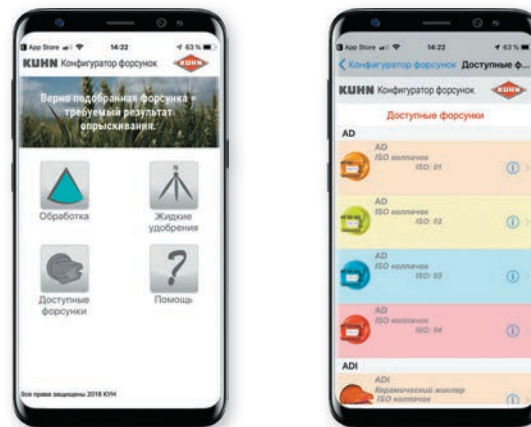 App Store
14:22
63 %
KUHN Конфигуратор форсунок
KUHN
Верно подобранная форсунка =
требуемый результат
опрыскивания.
Обработка
N
Жидкие
удобрения
Доступные
форсунки
?
Помощь
Все права защищены 2018 КУН
App Store
14:22
63 %
Конфигуратор форсунок Доступные ф...
KUHN Конфигуратор форсунок
KUHN
Доступные форсунки
AD
AD
ISO колпачок
ISO: 01
AD
ISO колпачок
ISO: 02
AD
ISO колпачок
ISO: 03
AD
ISO колпачок
ISO: 04
ADI
ADI
Керамический жиклер
ISO колпачок